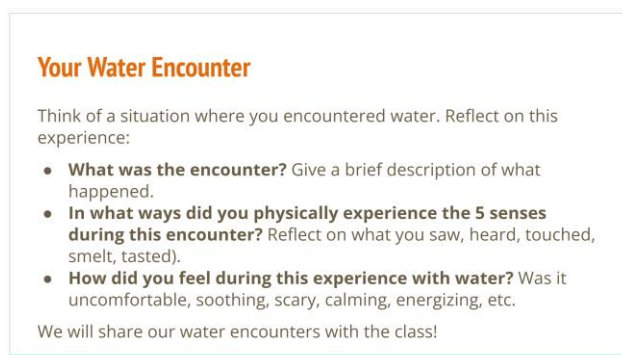 Your Water Encounter
Think of a situation where you encountered water. Reflect on this
experience:
● What was the encounter? Give a brief description of what
happened.
● In what ways did you physically experience the 5 senses
during this encounter? Reflect on what you saw, heard, touched,
smelt, tasted).
● How did you feel during this experience with water? Was it
uncomfortable, soothing, scary, calming, energizing, etc.
We will share our water encounters with the class!